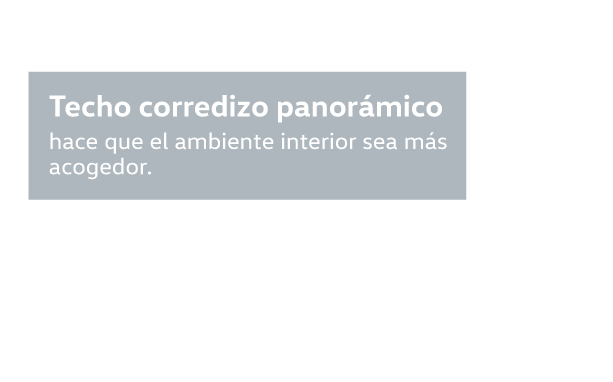 Techo corredizo panorámico
hace que el ambiente interior sea más
acogedor.